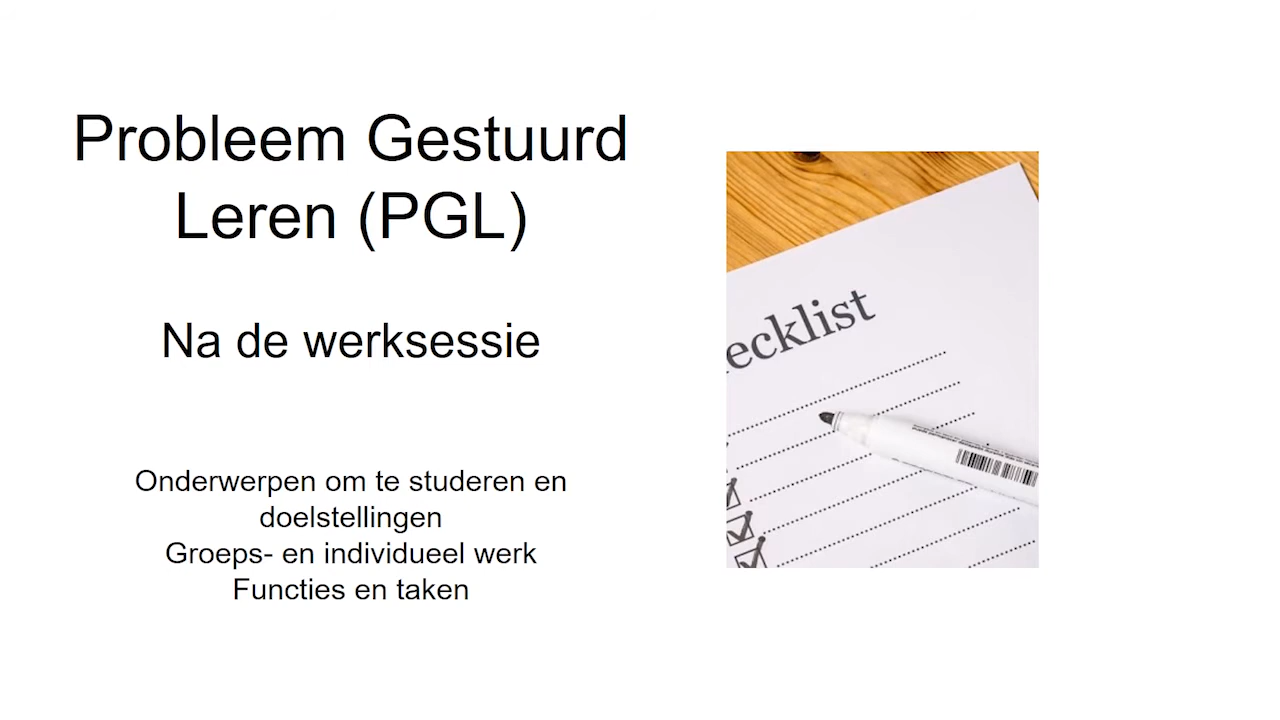 Probleem Gestuurd
Leren (PGL)
Na de werksessie
Onderwerpen om te studeren en
doelstellingen
Groeps- en individueel werk
Functies en taken
ecklist